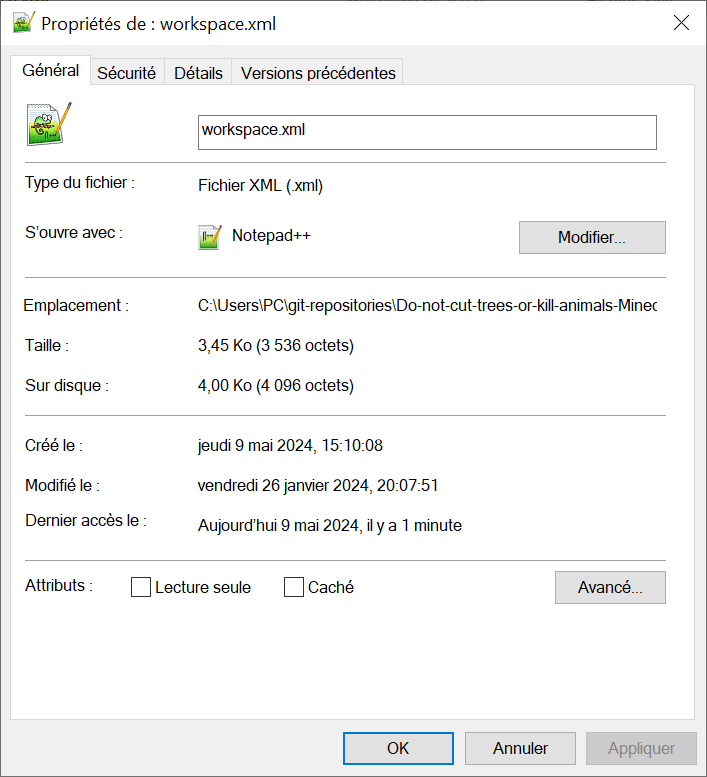 Propriétés de : workspace.xml
Général Sécurité Détails Versions précédentes
workspace.xml
Type du fichier : Fichier XML (.xml)
S'ouvre avec : Notepad++ Modifier...
Emplacement : C:\Users\PC\git-repositories\Do-not-cut-trees-or-kill-animals-Minec
Taille : 3,45 Ko (3 536 octets)
Sur disque : 4,00 Ko (4 096 octets)
Créé le : jeudi 9 mai 2024, 15:10:08
Modifié le : vendredi 26 janvier 2024, 20:07:51
Dernier accès le : Aujourd'hui 9 mai 2024, il y a 1 minute
Attributs : Lecture seule Caché Avancé...
OK Annuler Appliquer